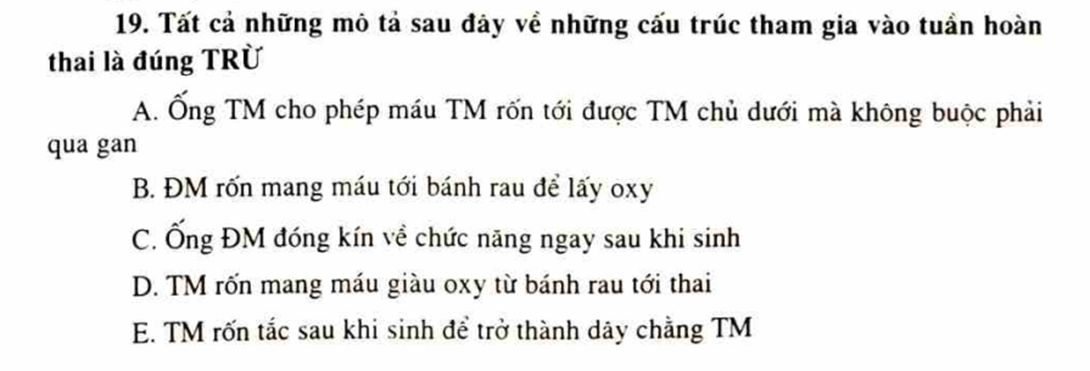 19. Tất cả những mô tả sau đây về những cấu trúc tham gia vào tuần hoàn
thai là đúng TRỪ
A. Ống TM cho phép máu TM rốn tới được TM chủ dưới mà không buộc phải
qua gan
B. ĐM rốn mang máu tới bánh rau để lấy oxy
C. Ống ĐM đóng kín về chức năng ngay sau khi sinh
D. TM rốn mang máu giàu oxy từ bánh rau tới thai
E. TM rốn tắc sau khi sinh để trở thành dây chằng TM